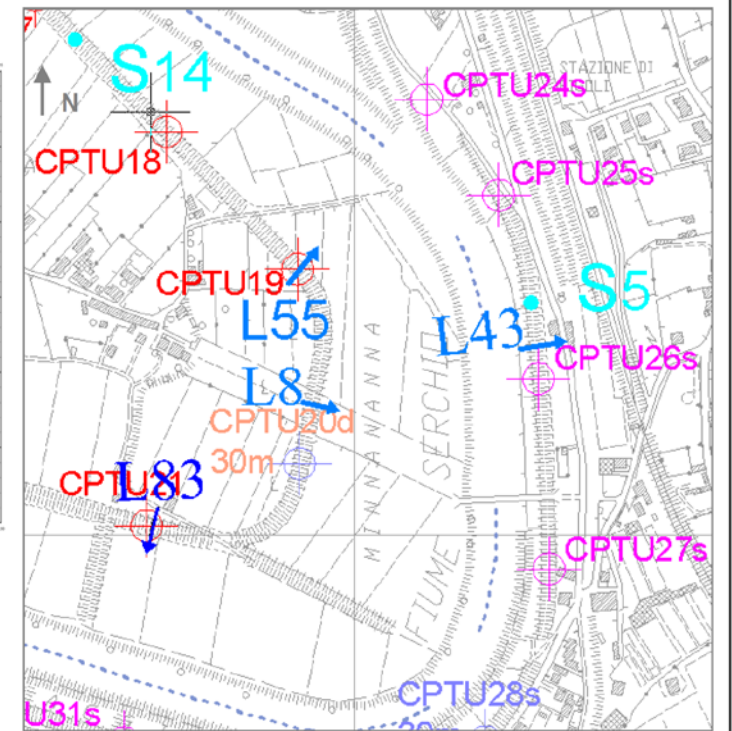 S14
N
CPTU18
CPTU24s
STAZIONE DI
CPTU25s
CPTU19
L55
S5
L43
CPTU26s
L8
CPTU20d
30m
MINNANANNA
FIUME SERCHIO
L83
CPTU27s
CPTU28s
U31s